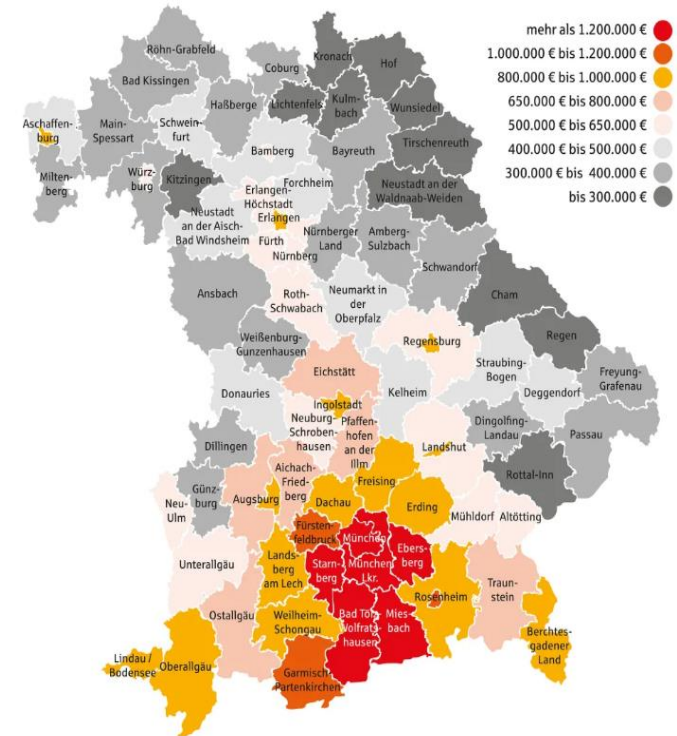 mehr als 1.200.000 €
1.000.000 € bis 1.200.000 €
800.000 € bis 1.000.000 €
650.000 € bis 800.000 €
500.000 € bis 650.000 €
400.000 € bis 500.000 €
300.000 € bis 400.000 €
bis 300.000 €
Röhn-Grabfeld
Coburg
Kronach
Hof
Bad Kissingen
Haßberge
Lichtenfels
Kulm-
bach
Wunsiedel
Aschaffen-
burg
Main-
Spessart
Schwein-
furt
Bamberg
Bayreuth
Tirschenreuth
Milten-
berg
Würz-
burg
Kitzingen
Erlangen-
Höchstadt
Forchheim
Neustadt an der
Waldnaab-Weiden
Neustadt
an der Aisch-
Bad Windsheim
Erlangen
Fürth
Nürnberg
Nürnberger
Land
Amberg-
Sulzbach
Schwandorf
Ansbach
Roth-
Schwabach
Neumarkt in
der
Oberpfalz
Cham
Weißenburg-
Gunzenhausen
Regensburg
Regen
Eichstätt
Straubing-
Bogen
Freyung-
Grafenau
Donauries
Ingolstadt
Kelheim
Deggendorf
Neuburg-
Schroben-
hausen
Pfaffen-
hofen
an der
Illm
Dingolfing-
Landau
Passau
Dillingen
Landshut
Aichach-
Fried-
berg
Rottal-Inn
Günz-
burg
Neu-
Ulm
Augsburg
Dachau
Freising
Erding
Mühldorf
Altötting
Fürsten-
feldbruck
München
Ebers-
berg
Unterallgäu
Lands-
berg
am Lech
Starn-
berg
München
Lkr.
Rosenheim
Traun-
stein
Ostallgäu
Weilheim-
Schongau
Bad Tölz
Wolfrats-
hausen
Mies-
bach
Berchtes-
gadener
Land
Lindau /
Bodensee
Oberallgäu
Garmisch-
Partenkirchen